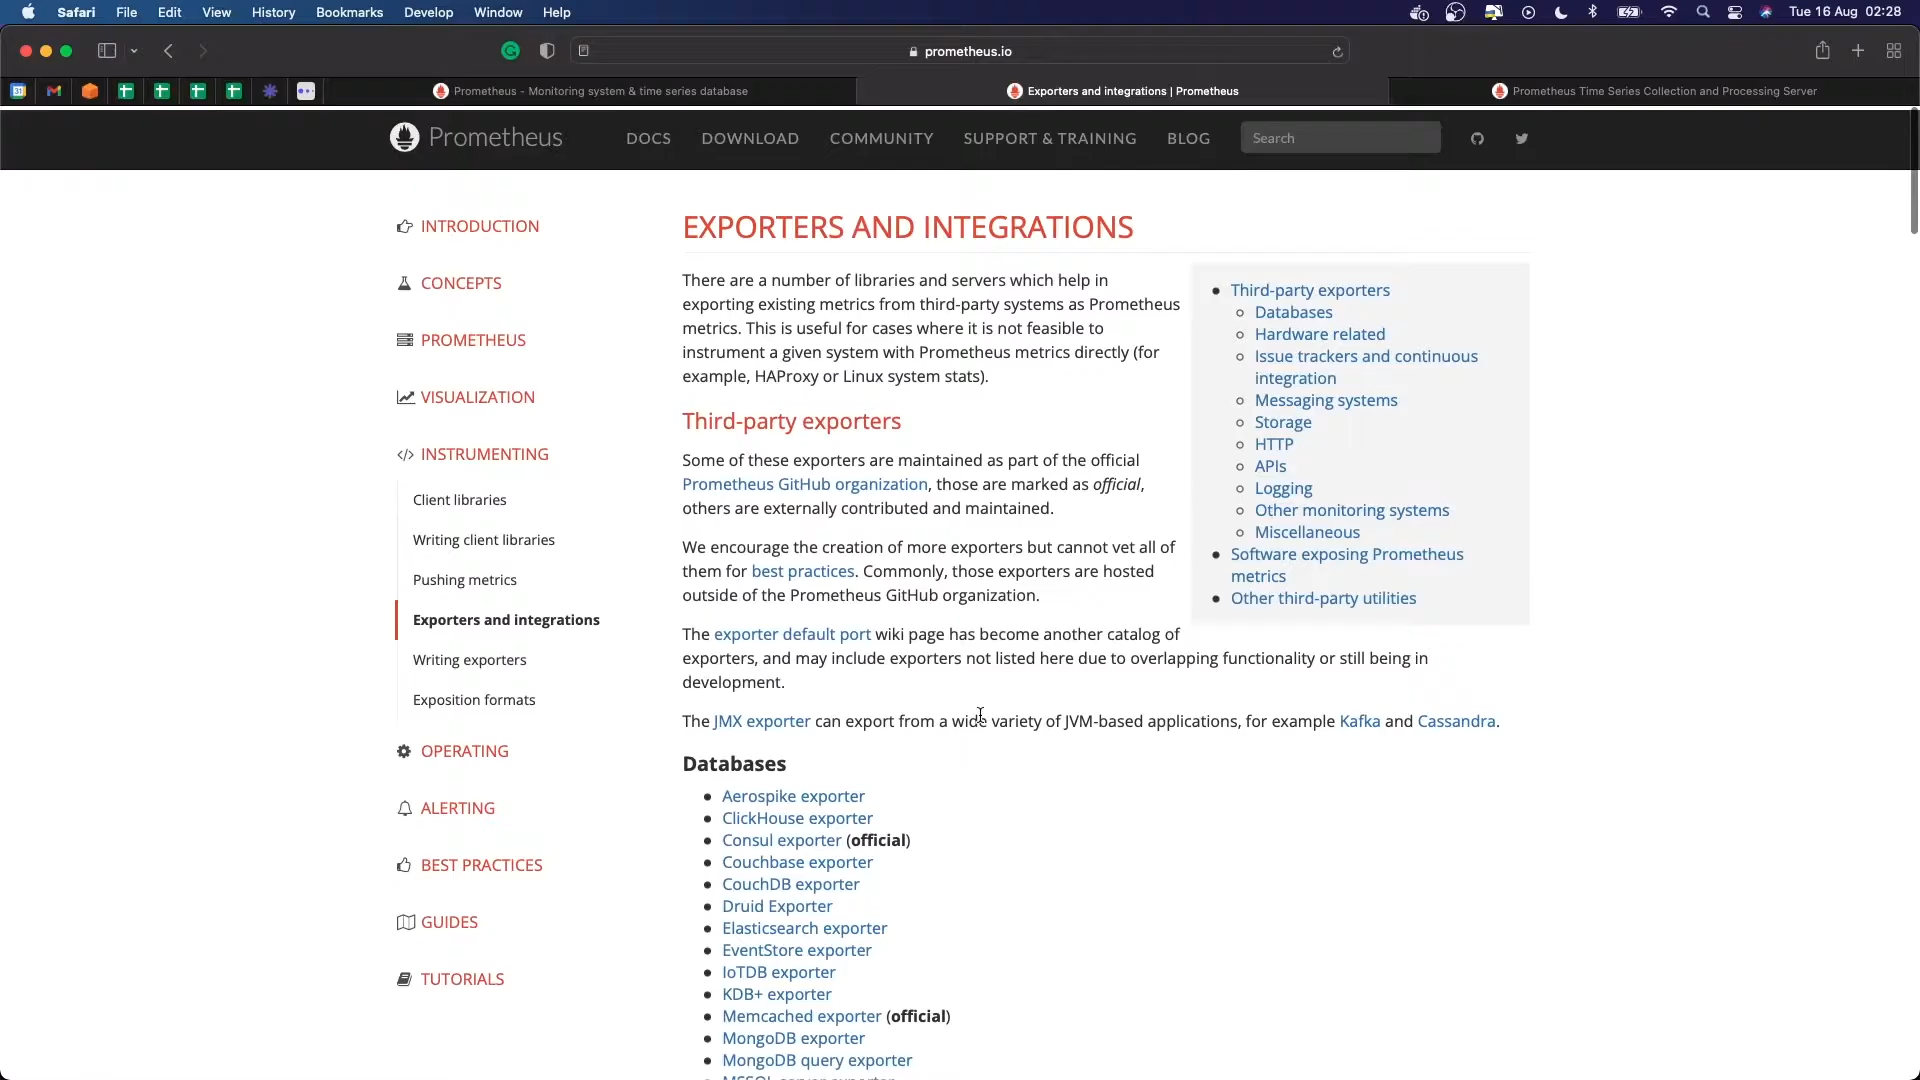 Safari File Edit View History Bookmarks Develop Window Help Tue 16 Aug 02:28
prometheus.io
31 Prometheus - Monitoring system & time series database Exporters and integrations | Prometheus Prometheus Time Series Collection and Processing Server
Prometheus DOCS DOWNLOAD COMMUNITY SUPPORT & TRAINING BLOG Search
INTRODUCTION
CONCEPTS
PROMETHEUS
VISUALIZATION
INSTRUMENTING
Client libraries
Writing client libraries
Pushing metrics
Exporters and integrations
Writing exporters
Exposition formats
OPERATING
ALERTING
BEST PRACTICES
GUIDES
TUTORIALS
EXPORTERS AND INTEGRATIONS
There are a number of libraries and servers which help in
exporting existing metrics from third-party systems as Prometheus
metrics. This is useful for cases where it is not feasible to
instrument a given system with Prometheus metrics directly (for
example, HAProxy or Linux system stats).
Third-party exporters
Databases
Hardware related
Issue trackers and continuous
integration
Messaging systems
Storage
HTTP
APIs
Logging
Other monitoring systems
Miscellaneous
Software exposing Prometheus
metrics
Other third-party utilities
Third-party exporters
Some of these exporters are maintained as part of the official
Prometheus GitHub organization, those are marked as official,
others are externally contributed and maintained.
We encourage the creation of more exporters but cannot vet all of
them for best practices. Commonly, those exporters are hosted
outside of the Prometheus GitHub organization.
The exporter default port wiki page has become another catalog of
exporters, and may include exporters not listed here due to overlapping functionality or still being in
development.
The JMX exporter can export from a wide variety of JVM-based applications, for example Kafka and Cassandra.
Databases
Aerospike exporter
ClickHouse exporter
Consul exporter (official)
Couchbase exporter
CouchDB exporter
Druid Exporter
Elasticsearch exporter
EventStore exporter
IoTDB exporter
KDB+ exporter
Memcached exporter (official)
MongoDB exporter
MongoDB query exporter